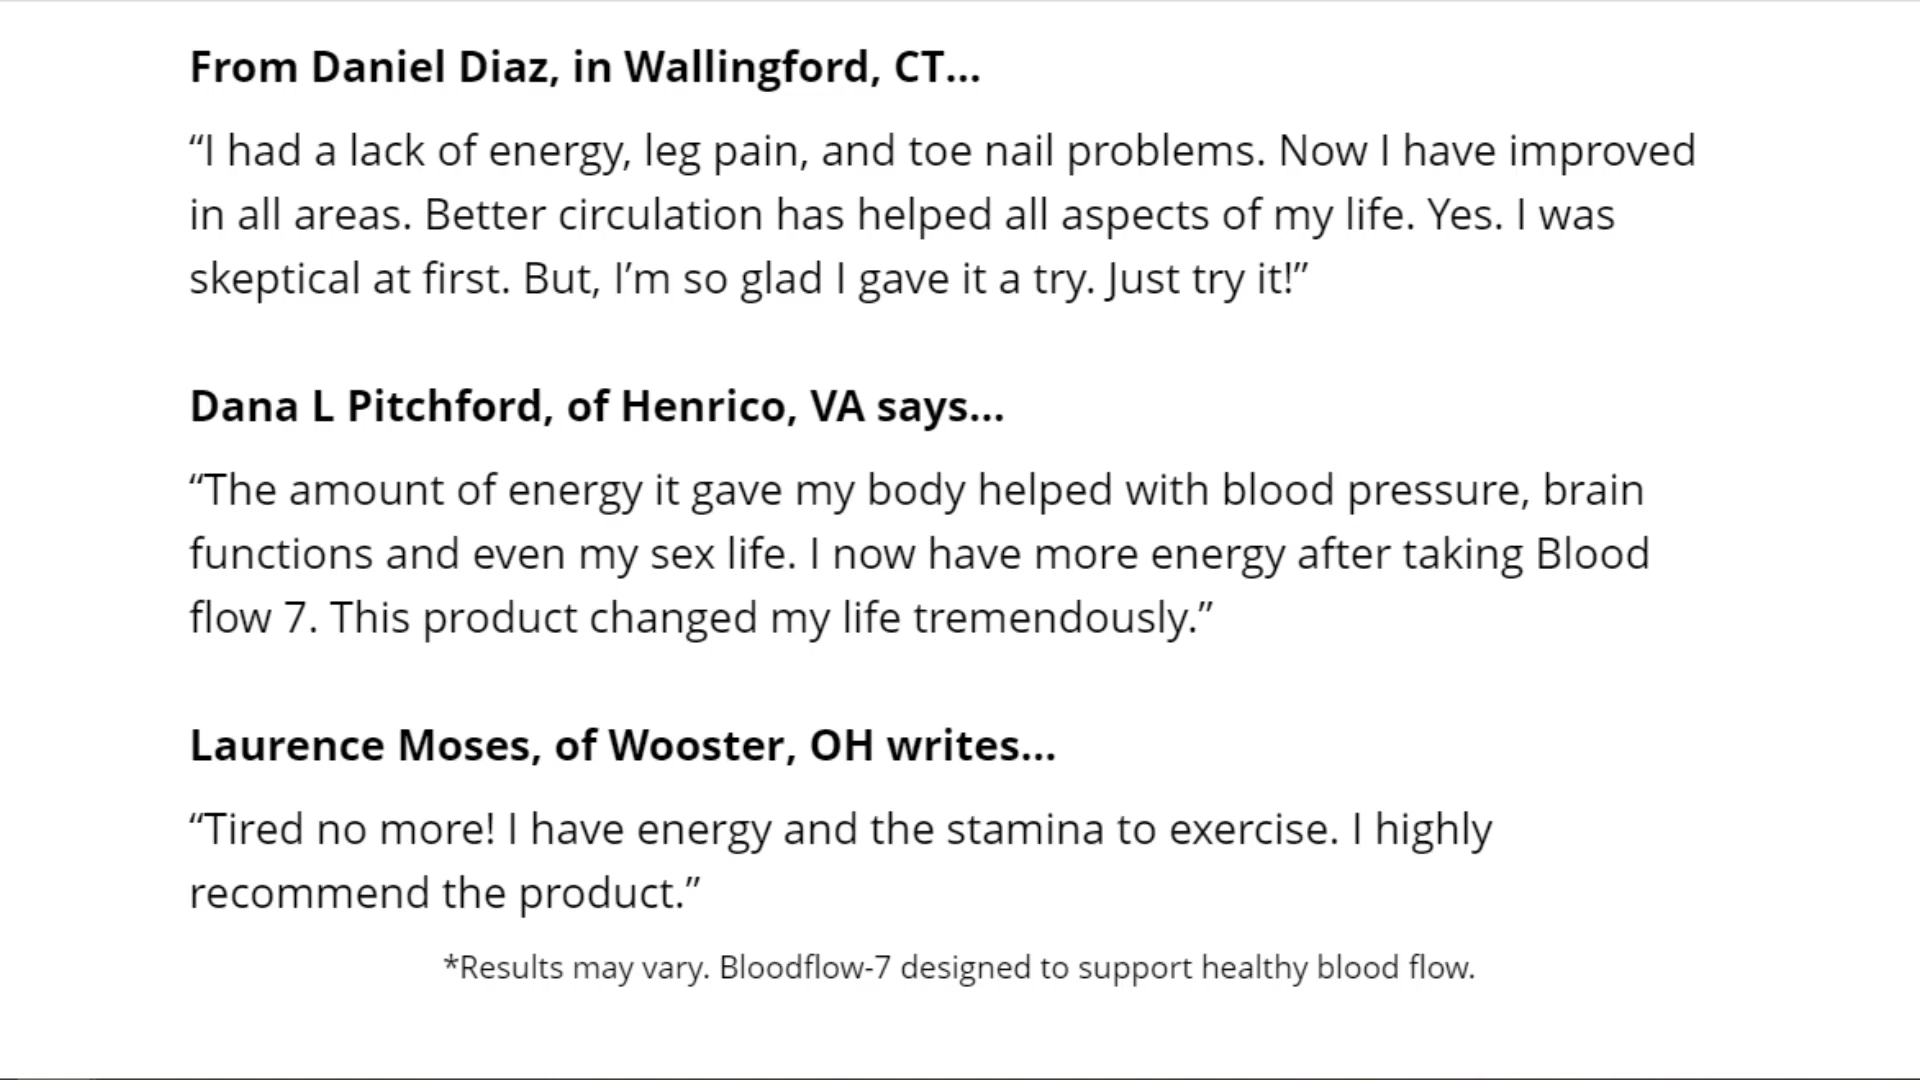 From Daniel Diaz, in Wallingford, CT...
“I had a lack of energy, leg pain, and toe nail problems. Now I have improved
in all areas. Better circulation has helped all aspects of my life. Yes. I was
skeptical at first. But, I’m so glad I gave it a try. Just try it!”
Dana L Pitchford, of Henrico, VA says...
“The amount of energy it gave my body helped with blood pressure, brain
functions and even my sex life. I now have more energy after taking Blood
flow 7. This product changed my life tremendously.”
Laurence Moses, of Wooster, OH writes...
“Tired no more! I have energy and the stamina to exercise. I highly
recommend the product.”
*Results may vary. Bloodflow-7 designed to support healthy blood flow.